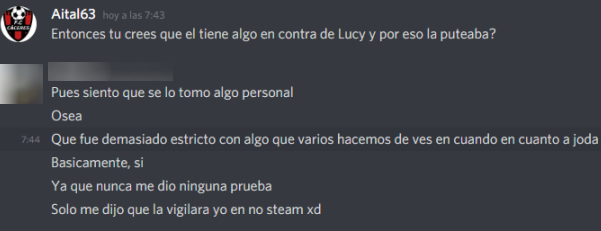 Aital63 hoy a las 7:43
Entonces tu crees que el tiene algo en contra de Lucy y por eso la puteaba?
Pues siento que se lo tomo algo personal
Osea
7:44 Que fue demasiado estricto con algo que varios hacemos de ves en cuando en cuanto a joda
Basicamente, si
Ya que nunca me dio ninguna prueba
Solo me dijo que la vigilara yo en no steam xd